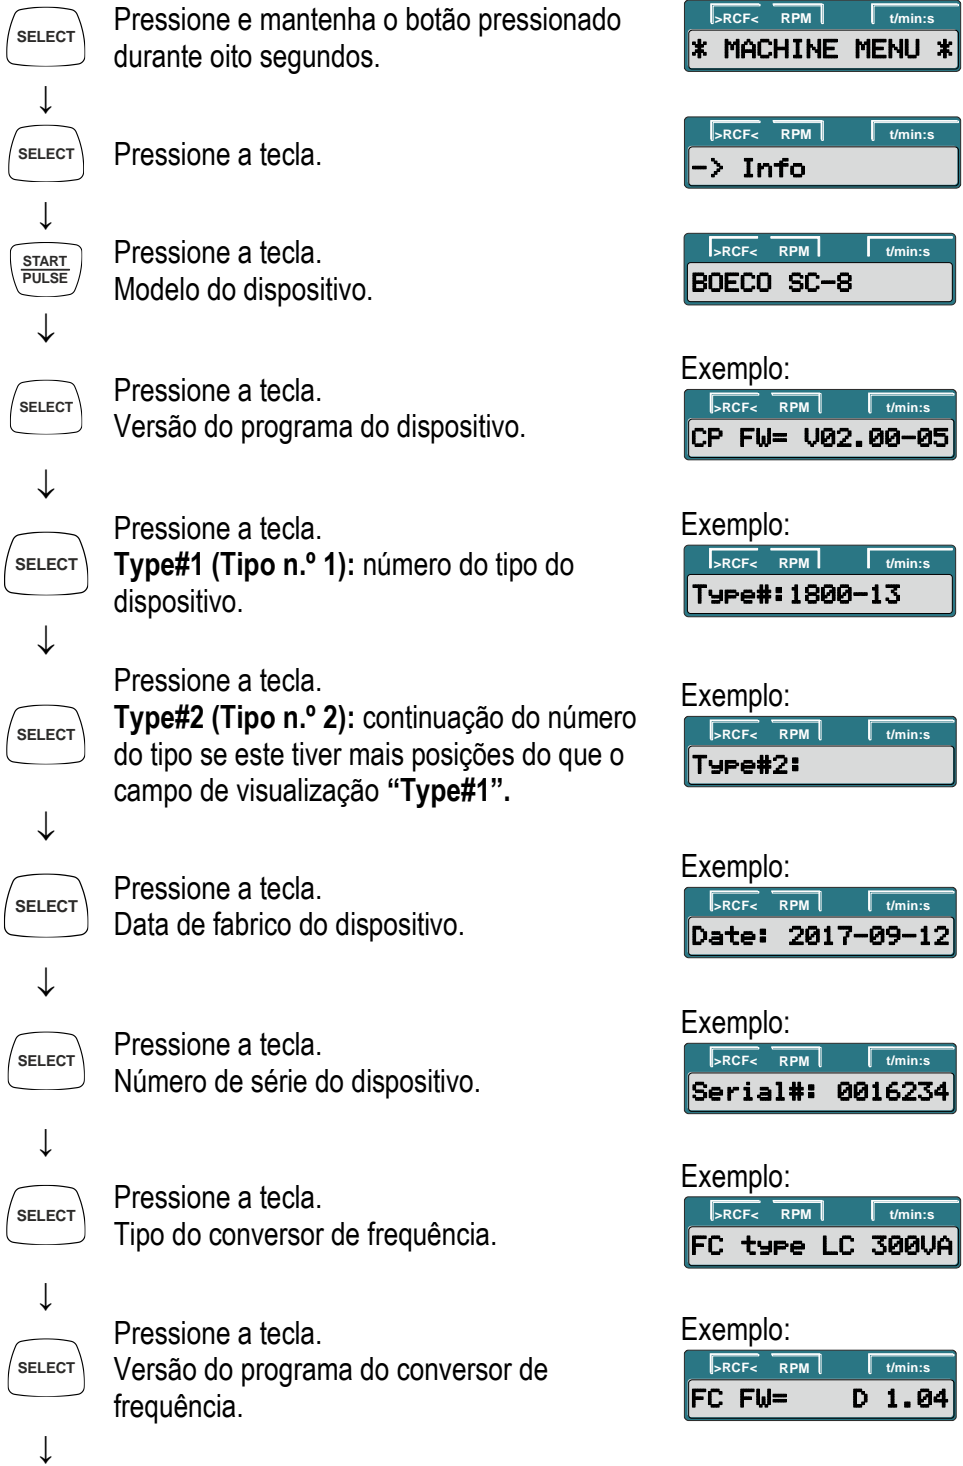 SELECT
Pressione e mantenha o botão pressionado
durante oito segundos.
>RCF< RPM t/min:s
* MACHINE MENU *
↓
SELECT
Pressione a tecla.
>RCF< RPM t/min:s
-> Info
↓
START
PULSE
Pressione a tecla.
Modelo do dispositivo.
>RCF< RPM t/min:s
BOECO SC-8
↓
SELECT
Pressione a tecla.
Versão do programa do dispositivo.
Exemplo:
>RCF< RPM t/min:s
CP FW= V02.00-05
↓
SELECT
Pressione a tecla.
Type#1 (Tipo n.º 1): número do tipo do
dispositivo.
Exemplo:
>RCF< RPM t/min:s
Type#:1800-13
↓
SELECT
Pressione a tecla.
Type#2 (Tipo n.º 2): continuação do número
do tipo se este tiver mais posições do que o
campo de visualização “Type#1”.
Exemplo:
>RCF< RPM t/min:s
Type#2:
↓
SELECT
Pressione a tecla.
Data de fabrico do dispositivo.
Exemplo:
>RCF< RPM t/min:s
Date: 2017-09-12
↓
SELECT
Pressione a tecla.
Número de série do dispositivo.
Exemplo:
>RCF< RPM t/min:s
Serial#: 0016234
↓
SELECT
Pressione a tecla.
Tipo do conversor de frequência.
Exemplo:
>RCF< RPM t/min:s
FC type LC 300VA
↓
SELECT
Pressione a tecla.
Versão do programa do conversor de
frequência.
Exemplo:
>RCF< RPM t/min:s
FC FW= D 1.04
↓